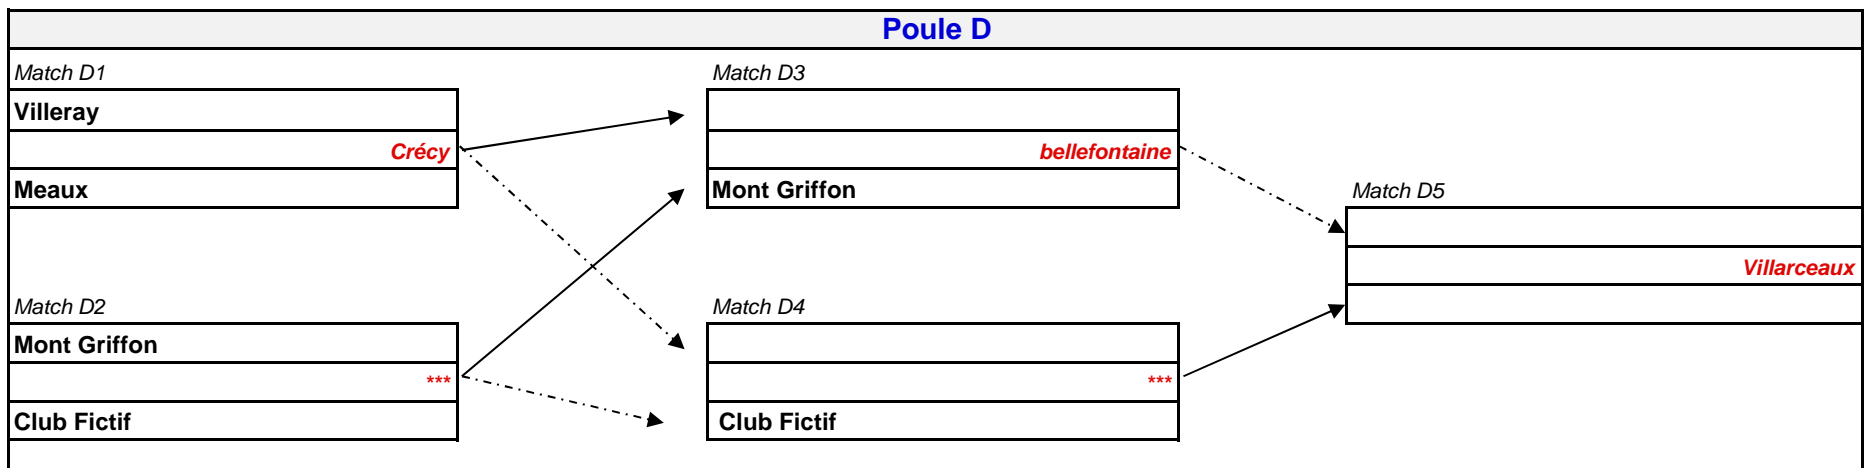 Poule D
Match D1
Villeray
Crécy
Meaux
Match D2
Mont Griffon
***
Club Fictif
Match D3
bellefontaine
Mont Griffon
Match D4
***
Club Fictif
Match D5
Villarceaux